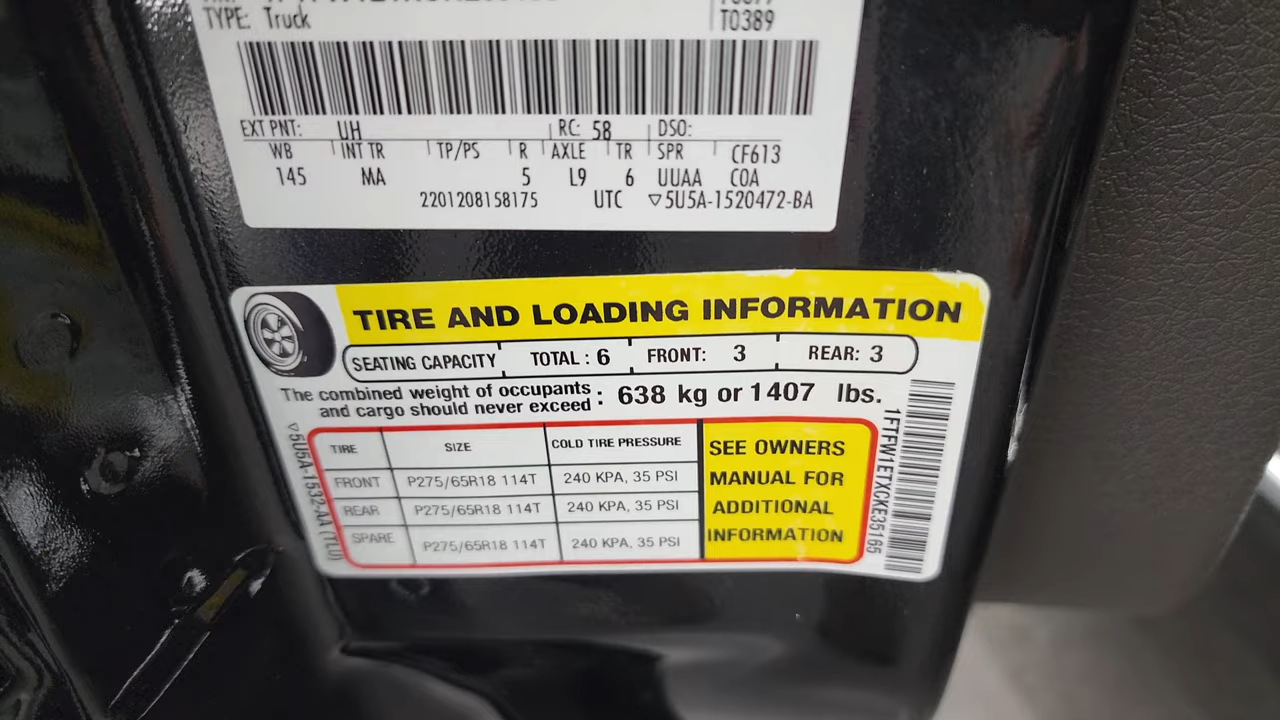 TYPE: Truck
T0389
EXT PNT: UH RC: 58 DSO:
WB INT TR TP/PS R AXLE TR SPR CF613
145 MA 5 L9 6 UUAA COA
2201208158175 UTC ▽5U5A-1520472-BA
TIRE AND LOADING INFORMATION
SEATING CAPACITY TOTAL : 6 FRONT: 3 REAR: 3
The combined weight of occupants and cargo should never exceed : 638 kg or 1407 lbs.
TIRE SIZE COLD TIRE PRESSURE
FRONT P275/65R18 114T 240 KPA, 35 PSI
REAR P275/65R18 114T 240 KPA, 35 PSI
SPARE P275/65R18 114T 240 KPA, 35 PSI
SEE OWNERS
MANUAL FOR
ADDITIONAL
INFORMATION
▽5U5A-1532-AA (TLU)
1FTFW1ETXCKE35165